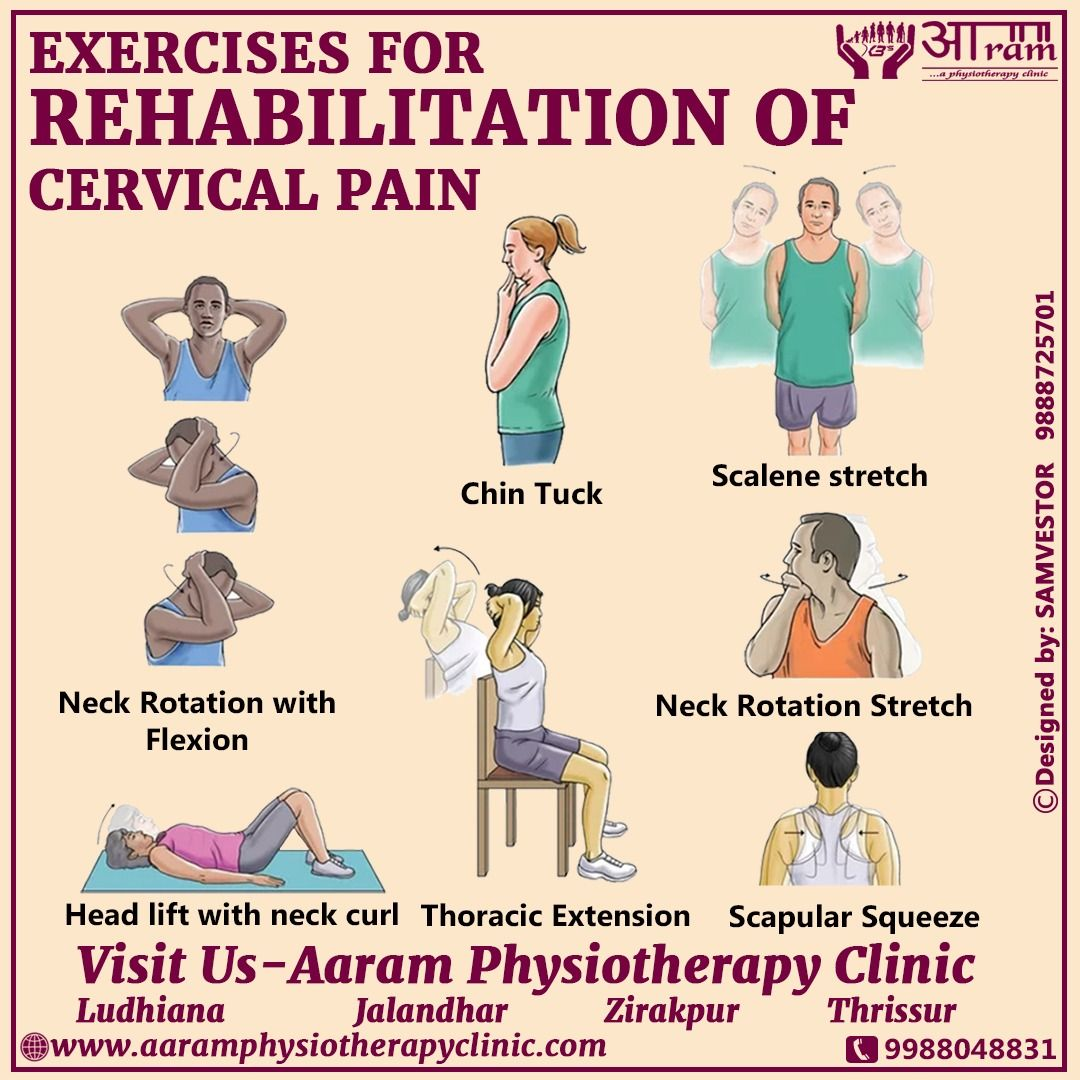 EXERCISES FOR
REHABILITATION OF
CERVICAL PAIN
आराम
...a physiotherapy clinic
Chin Tuck
Scalene stretch
Neck Rotation with
Flexion
Neck Rotation Stretch
Head lift with neck curl
Thoracic Extension
Scapular Squeeze
©Designed by: SAMVESTOR 9888725701
Visit Us-Aaram Physiotherapy Clinic
Ludhiana Jalandhar Zirakpur Thrissur
www.aaramphysiotherapyclinic.com
9988048831